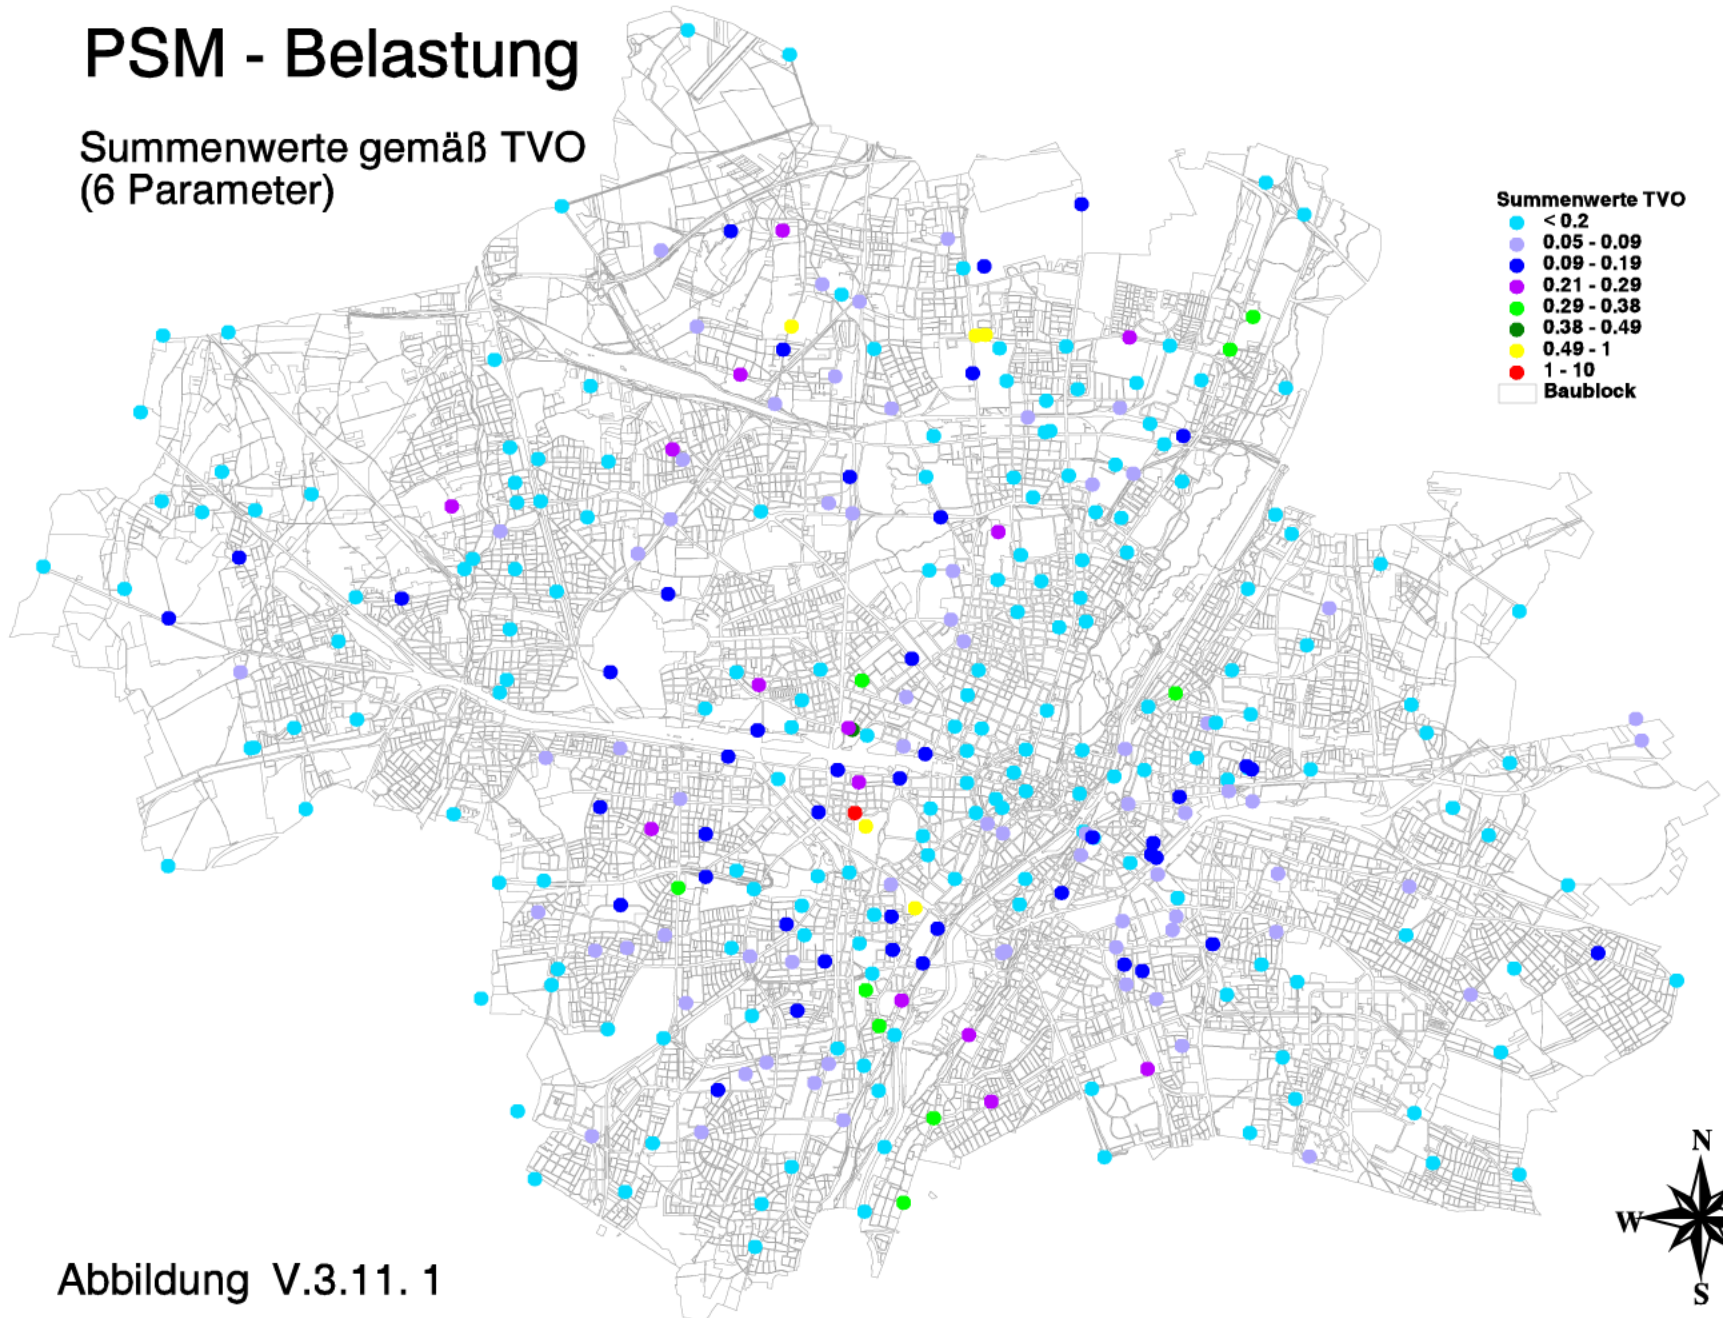 PSM - Belastung
Summenwerte gemäß TVO
(6 Parameter)
Summenwerte TVO
< 0.2
0.05 - 0.09
0.09 - 0.19
0.21 - 0.29
0.29 - 0.38
0.38 - 0.49
0.49 - 1
1 - 10
Baublock
N
W
S
Abbildung V.3.11. 1